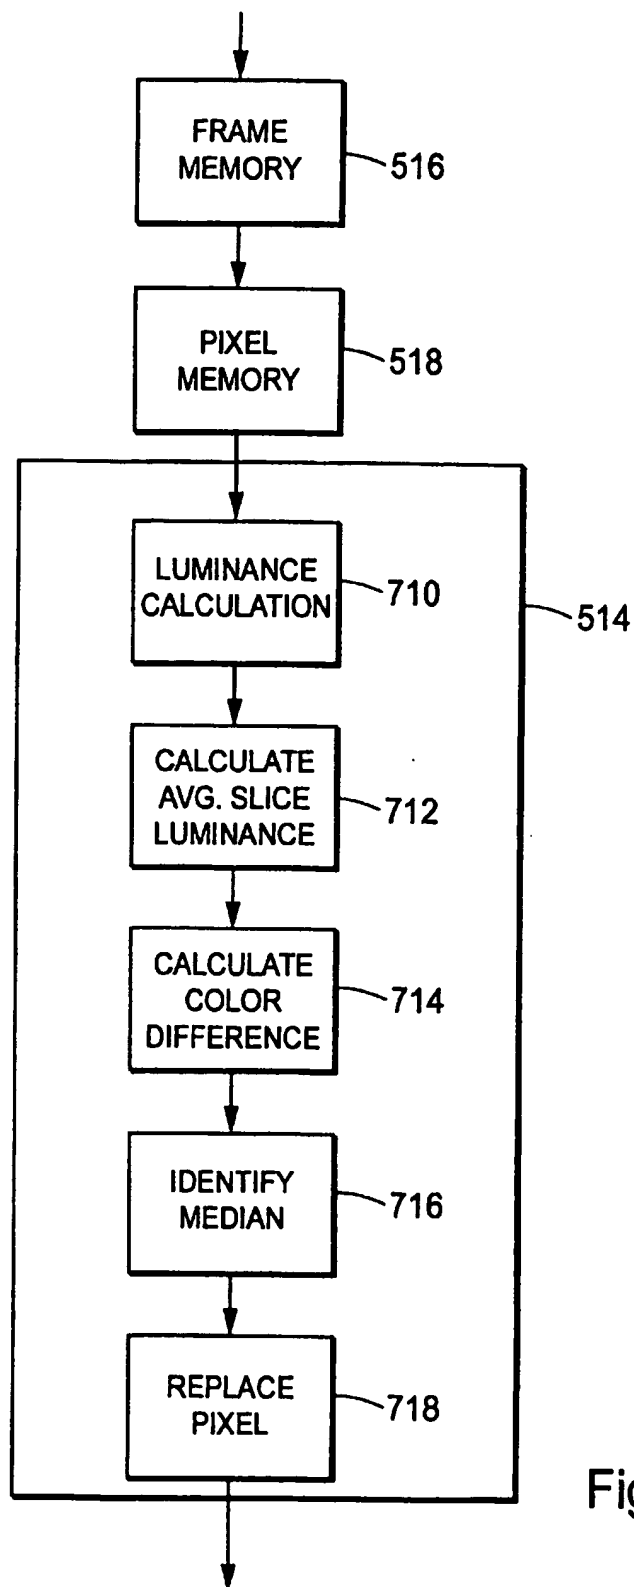 FRAME
MEMORY
516
PIXEL
MEMORY
518
LUMINANCE
CALCULATION
710
514
CALCULATE
AVG. SLICE
LUMINANCE
712
CALCULATE
COLOR
DIFFERENCE
714
IDENTIFY
MEDIAN
716
REPLACE
PIXEL
718